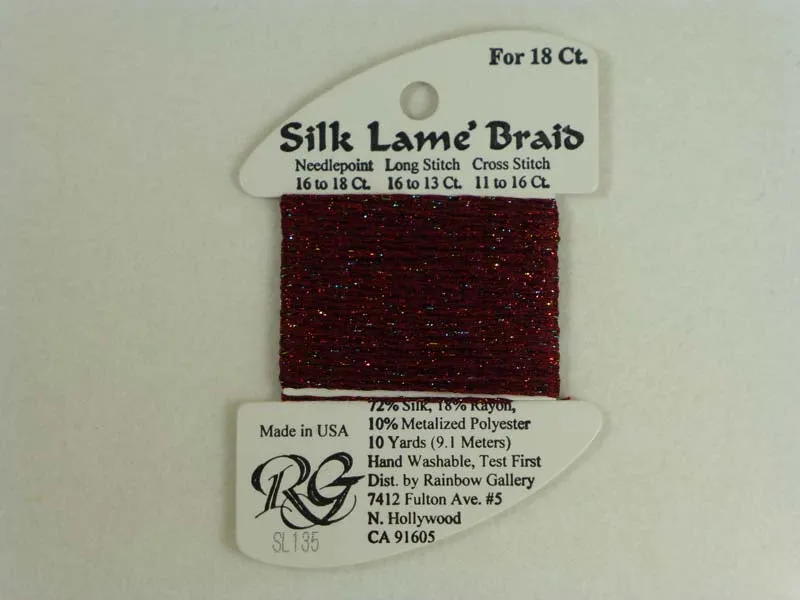 For 18 Ct.
Silk Lame' Braid
Needlepoint Long Stitch Cross Stitch
16 to 18 Ct. 16 to 13 Ct. 11 to 16 Ct.
72% Silk, 18% Rayon,
10% Metalized Polyester
Made in USA
10 Yards (9.1 Meters)
Hand Washable, Test First
Dist. by Rainbow Gallery
7412 Fulton Ave. #5
N. Hollywood
CA 91605
RG
SL135